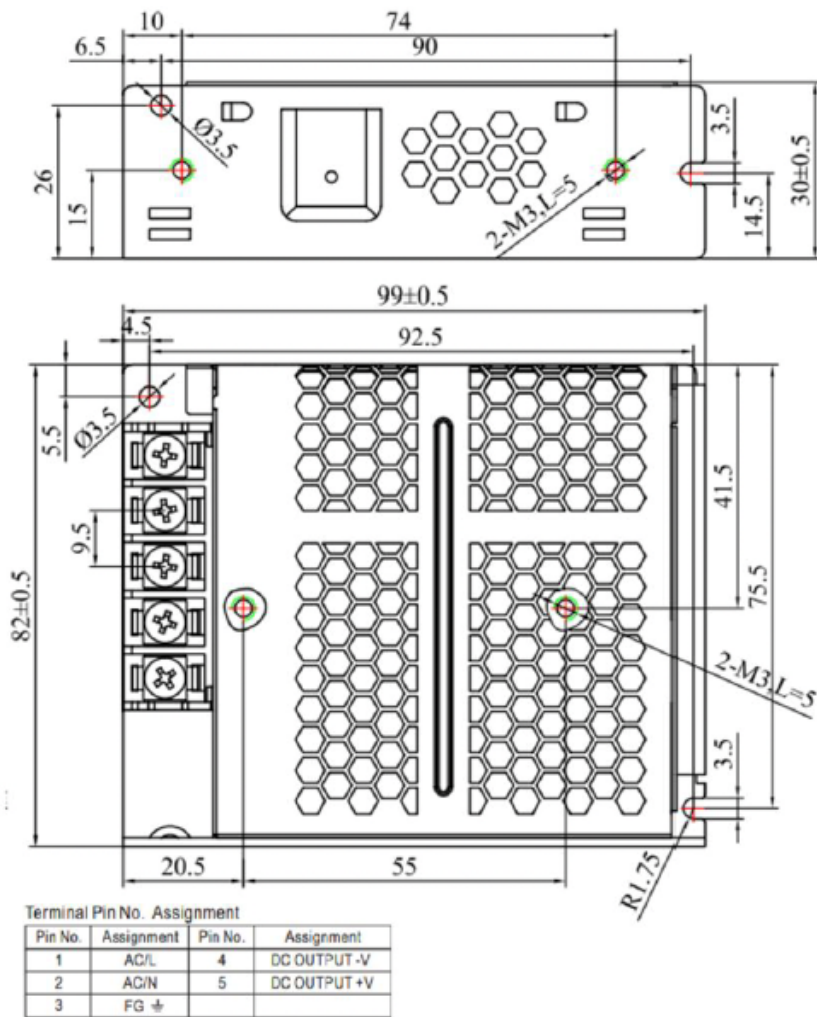 10
74
6.5
90
Ø3.5
3.5
26
15
2-M3,L=5
14.5
30±0.5
99±0.5
4.5
92.5
Ø3.5
5.5
9.5
41.5
75.5
82±0.5
2-M3,L=5
3.5
20.5
55
R1.75
Terminal Pin No. Assignment
Pin No. Assignment Pin No. Assignment
1 AC/L 4 DC OUTPUT -V
2 AC/N 5 DC OUTPUT +V
3 FG ⏚